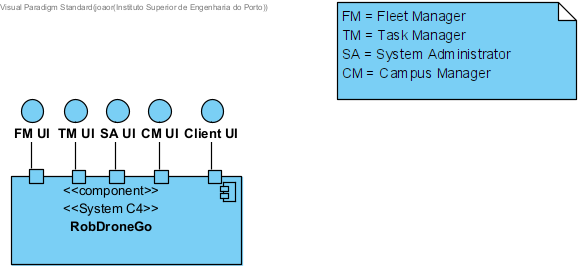 Visual Paradigm Standard(joaor(Instituto Superior de Engenharia do Porto))
FM = Fleet Manager
TM = Task Manager
SA = System Administrator
CM = Campus Manager
FM UI TM UI SA UI CM UI Client UI
<<component>>
<<System C4>>
RobDroneGo